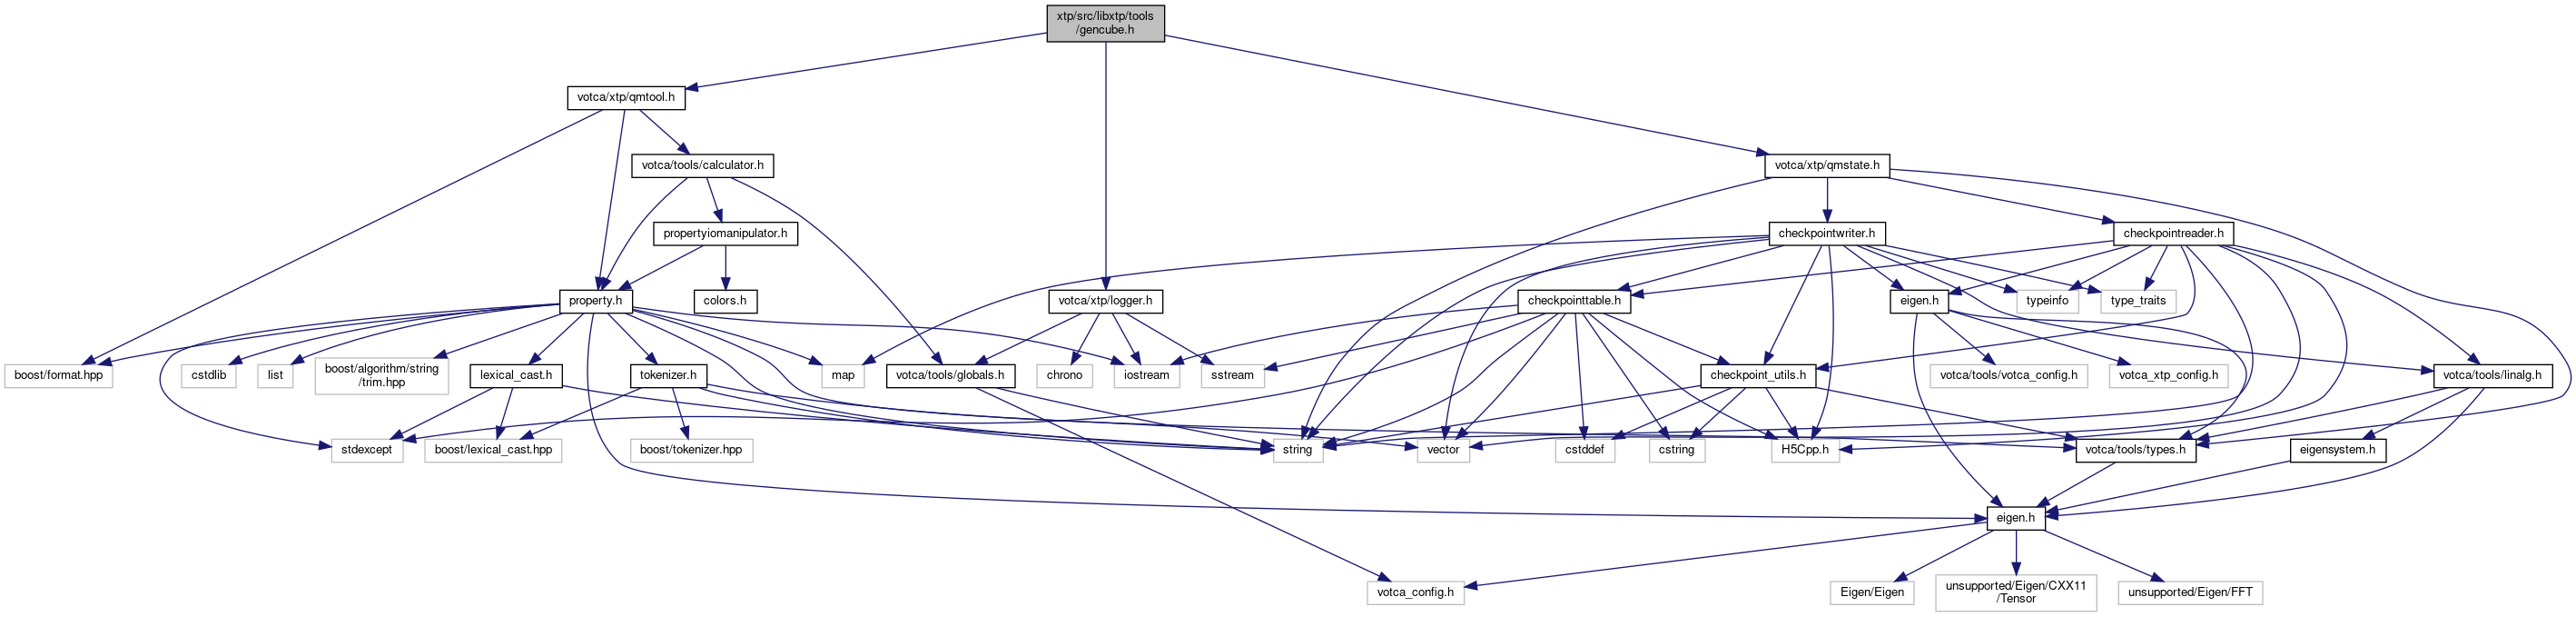 xtp/src/libxtp/tools
/gencube.h
votca/xtp/qmtool.h
votca/tools/calculator.h
votca/xtp/qmstate.h
propertyiomanipulator.h
checkpointwriter.h
checkpointreader.h
property.h
colors.h
votca/xtp/logger.h
checkpointtable.h
eigen.h
typeinfo
type_traits
boost/format.hpp
cstdlib
list
boost/algorithm/string
/trim.hpp
lexical_cast.h
tokenizer.h
map
votca/tools/globals.h
chrono
iostream
sstream
checkpoint_utils.h
votca/tools/votca_config.h
votca_xtp_config.h
votca/tools/linalg.h
stdexcept
boost/lexical_cast.hpp
boost/tokenizer.hpp
string
vector
cstddef
cstring
H5Cpp.h
votca/tools/types.h
eigensystem.h
eigen.h
votca_config.h
Eigen/Eigen
unsupported/Eigen/CXX11
/Tensor
unsupported/Eigen/FFT